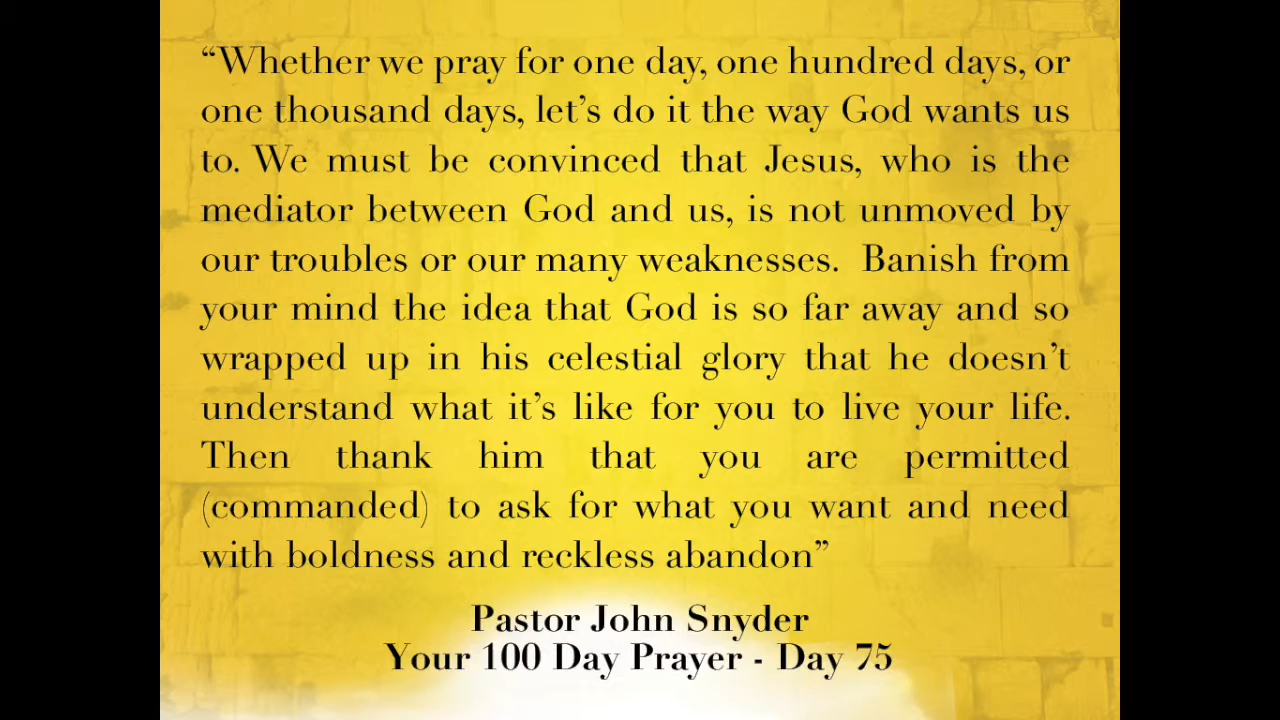 “Whether we pray for one day, one hundred days, or
one thousand days, let’s do it the way God wants us
to. We must be convinced that Jesus, who is the
mediator between God and us, is not unmoved by
our troubles or our many weaknesses.  Banish from
your mind the idea that God is so far away and so
wrapped up in his celestial glory that he doesn’t
understand what it’s like for you to live your life.
Then thank him that you are permitted
(commanded) to ask for what you want and need
with boldness and reckless abandon”
Pastor John Snyder
Your 100 Day Prayer - Day 75